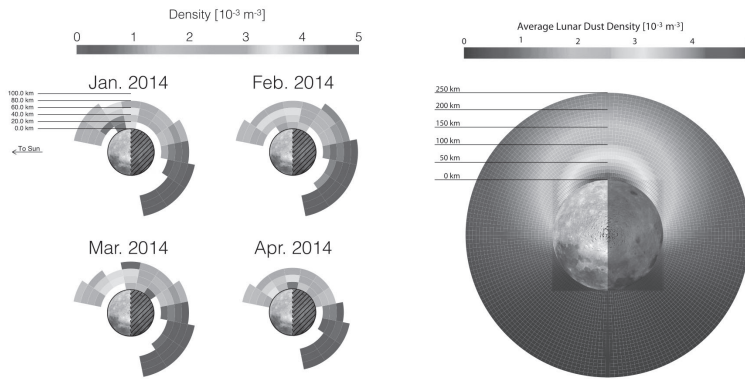 Density [10⁻³ m⁻³]
0 1 2 3 4 5
Jan. 2014
Feb. 2014
100.0 km
80.0 km
60.0 km
40.0 km
20.0 km
0.0 km
To Sun
Mar. 2014
Apr. 2014
Average Lunar Dust Density [10⁻³ m⁻³]
0 1 2 3 4
250 km
200 km
150 km
100 km
50 km
0 km